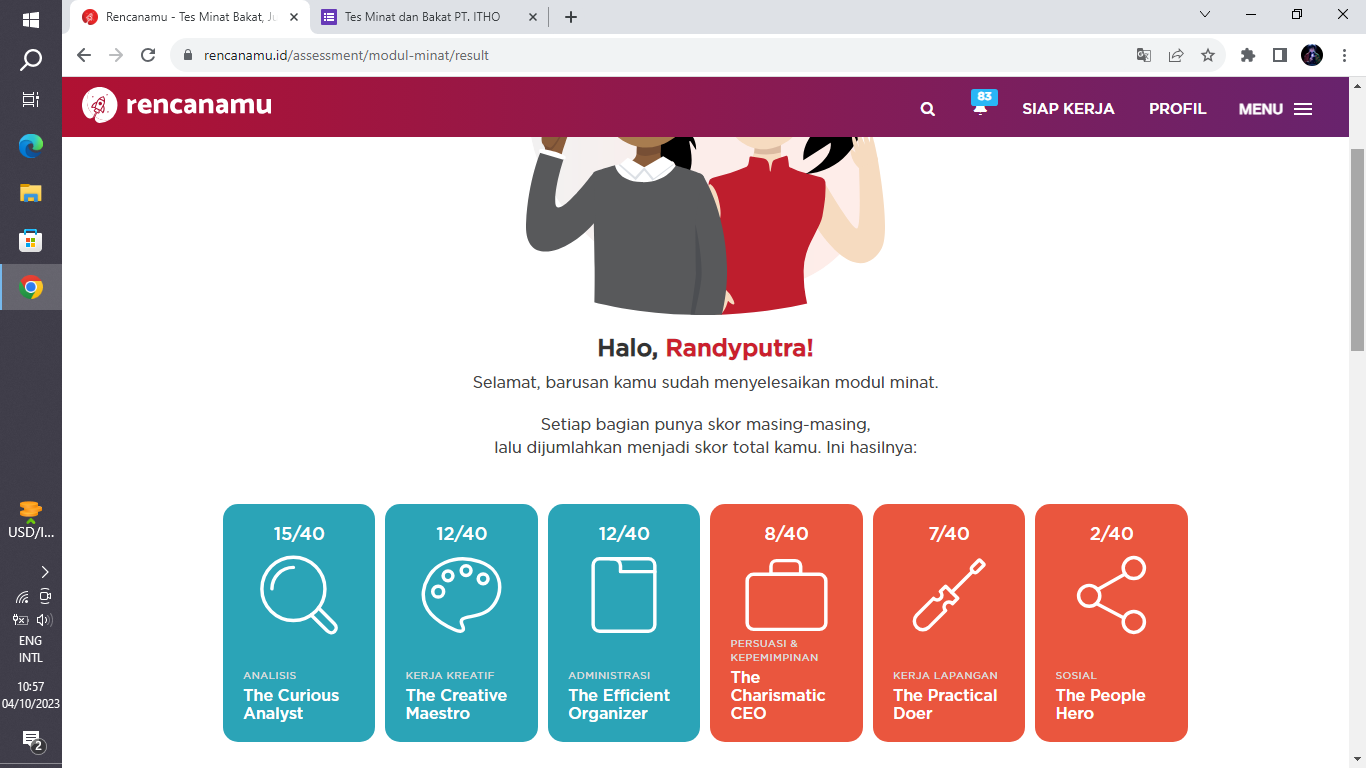 Rencanamu - Tes Minat Bakat, Ju
Tes Minat dan Bakat PT. ITHO
rencanamu.id/assessment/modul-minat/result
rencanamu
83
SIAP KERJA
PROFIL
MENU
Halo, Randyputra!
Selamat, barusan kamu sudah menyelesaikan modul minat.
Setiap bagian punya skor masing-masing,
lalu dijumlahkan menjadi skor total kamu. Ini hasilnya:
15/40
ANALISIS
The Curious
Analyst
12/40
KERJA KREATIF
The Creative
Maestro
12/40
ADMINISTRASI
The Efficient
Organizer
8/40
PERSUASI &
KEPEMIMPINAN
The
Charismatic
CEO
7/40
KERJA LAPANGAN
The Practical
Doer
2/40
SOSIAL
The People
Hero
USD/I...
ENG
INTL
10:57
04/10/2023
2